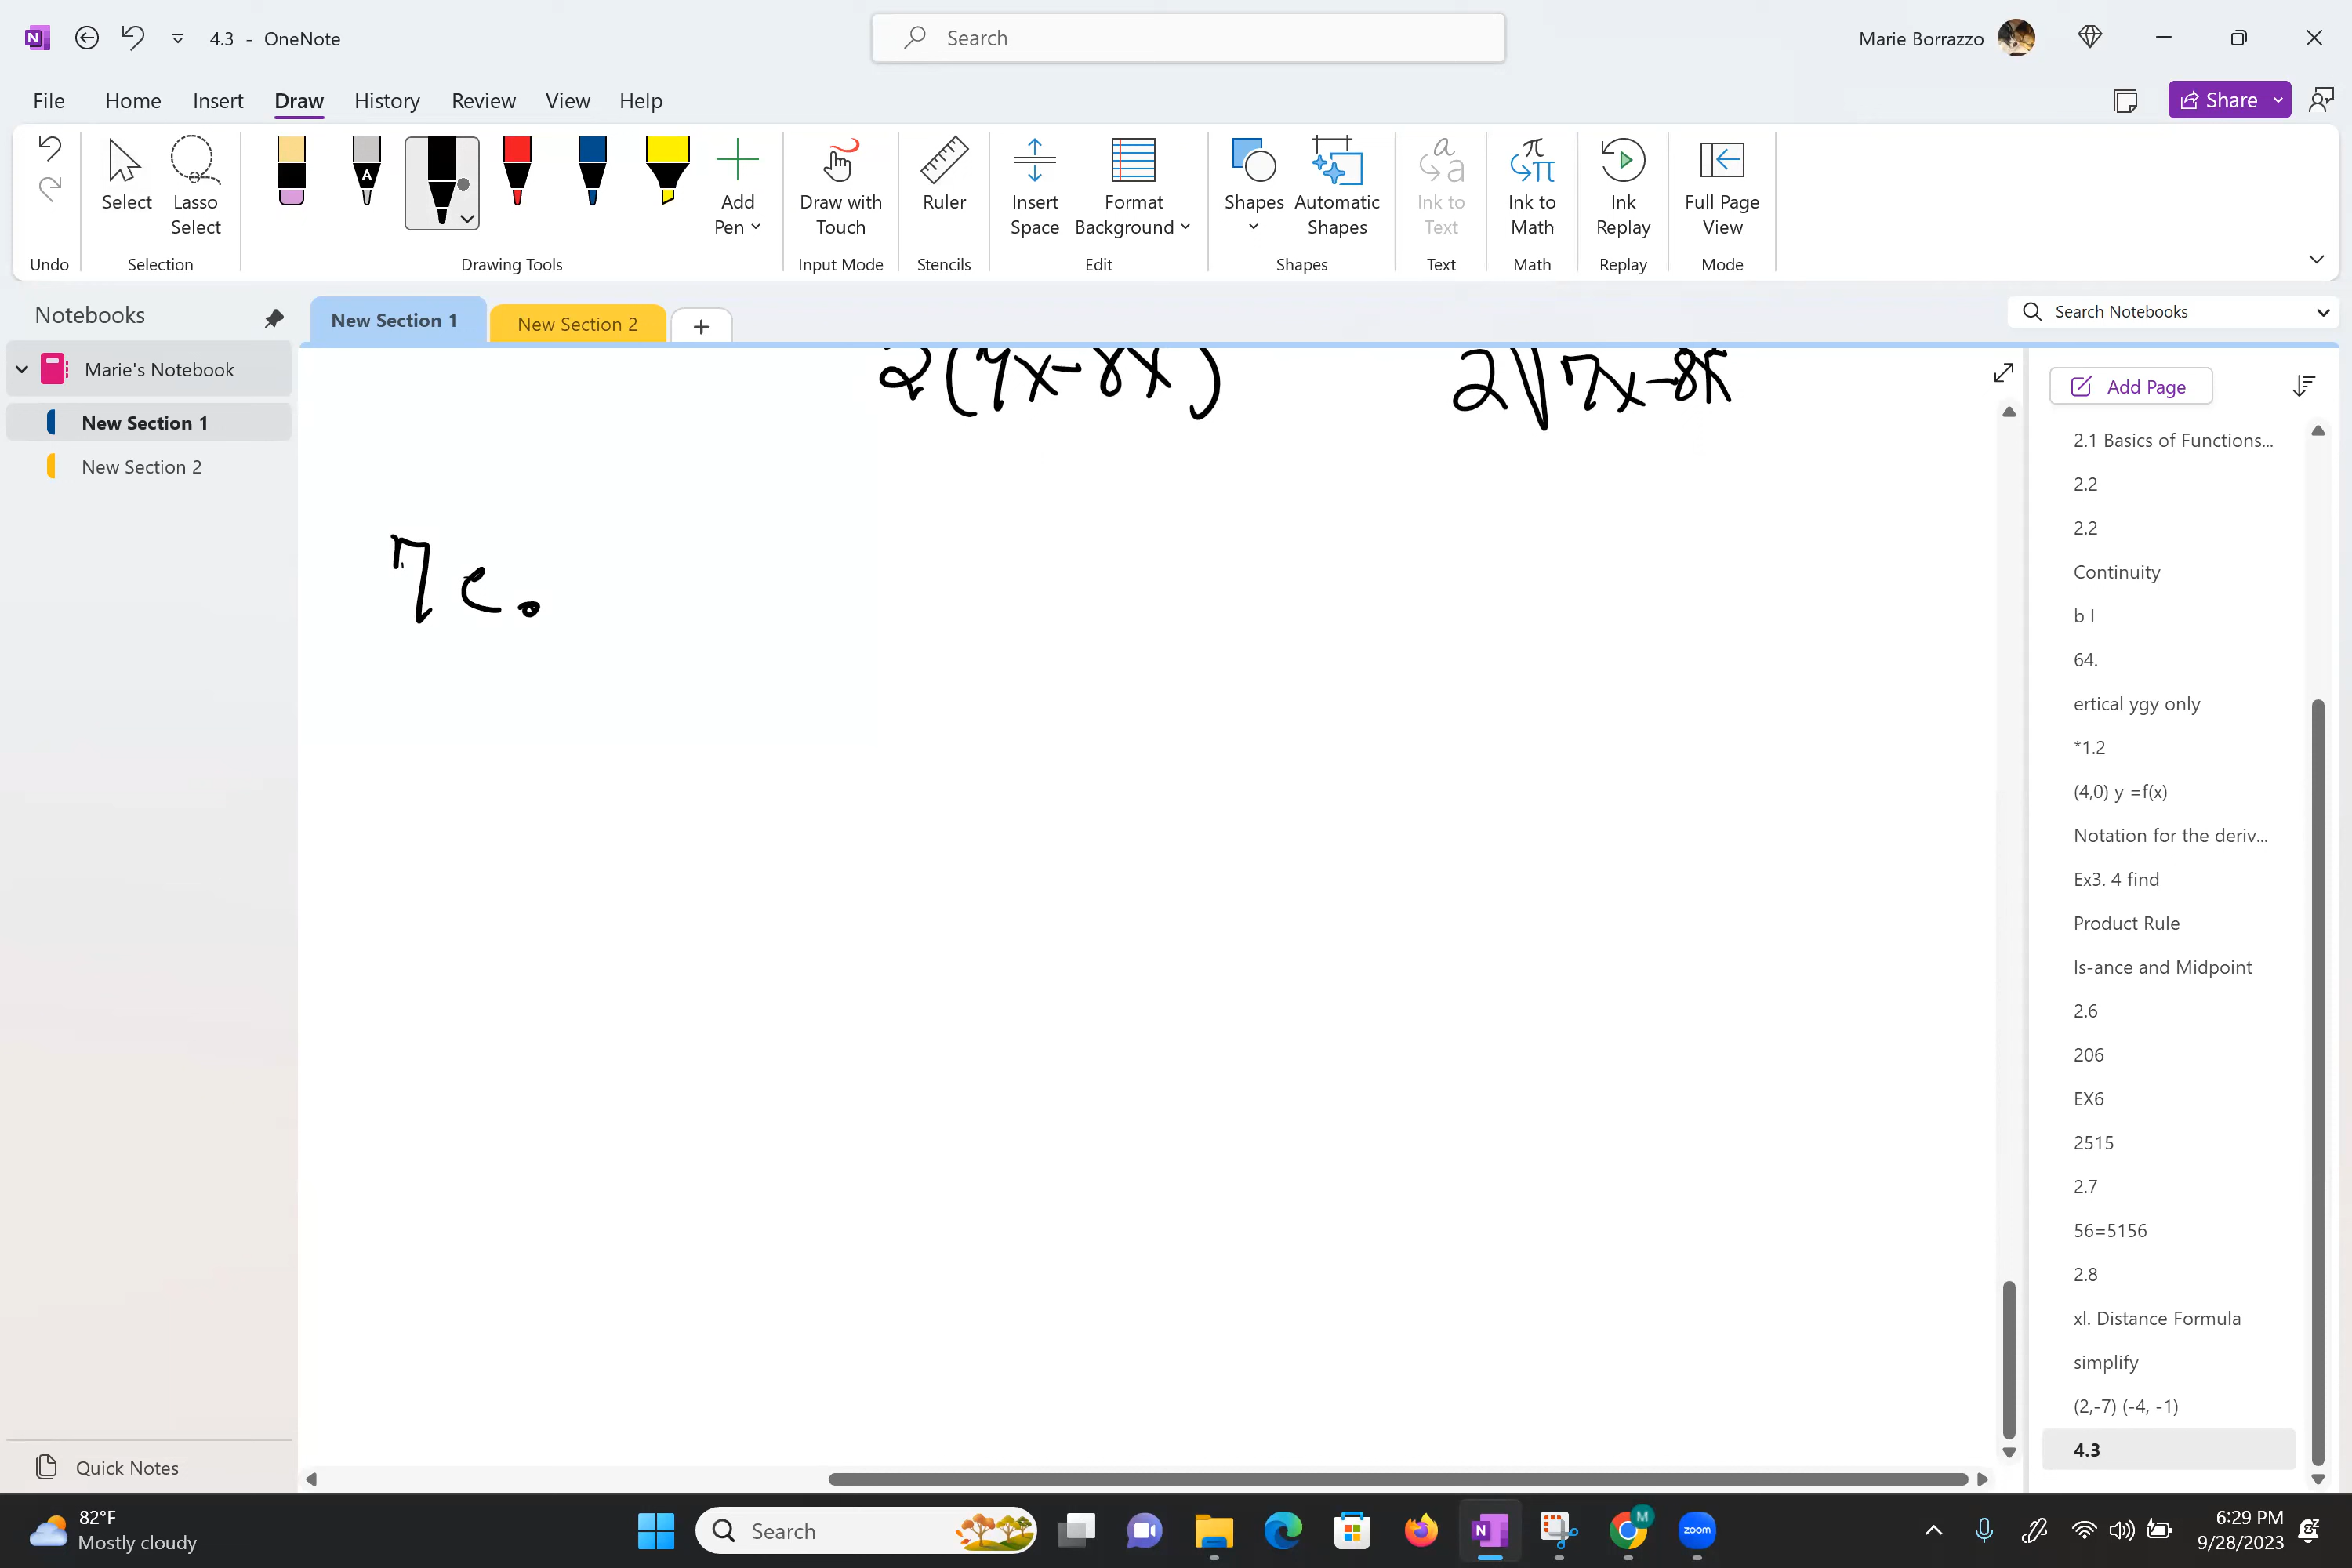 4.3 - OneNote
Search
Marie Borrazzo
File Home Insert Draw History Review View Help
Share
Select
Lasso Select
A
Add Pen
Draw with Touch
Ruler
Insert Space
Format Background
Shapes
Automatic Shapes
Ink to Text
Ink to Math
Ink Replay
Full Page View
Undo Selection Drawing Tools Input Mode Stencils Edit Shapes Text Math Replay Mode
Notebooks
New Section 1
New Section 2
+
Search Notebooks
Marie's Notebook
New Section 1
New Section 2
7 c.
Add Page
2.1 Basics of Functions...
2.2
2.2
Continuity
b I
64.
ertical ygy only
*1.2
(4,0) y =f(x)
Notation for the deriv...
Ex3. 4 find
Product Rule
Is-ance and Midpoint
2.6
206
EX6
2515
2.7
56=5156
2.8
xl. Distance Formula
simplify
(2,-7) (-4, -1)
4.3
Quick Notes
82°F
Mostly cloudy
Search
M
zoom
6:29 PM
9/28/2023